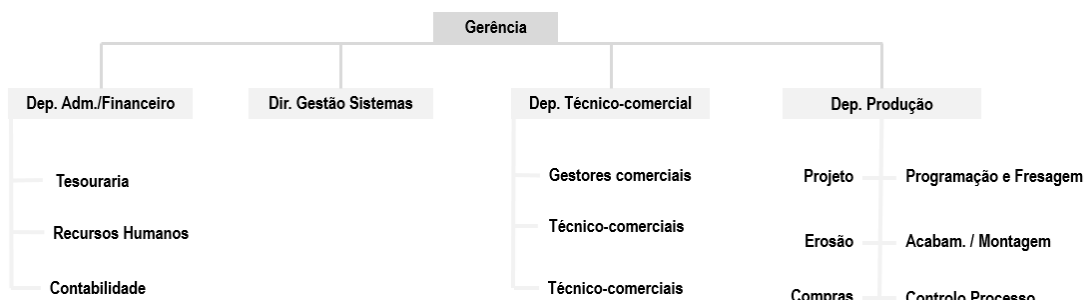 Gerência
Dep. Adm./Financeiro
Dir. Gestão Sistemas
Dep. Técnico-comercial
Dep. Produção
Tesouraria
Recursos Humanos
Contabilidade
Gestores comerciais
Técnico-comerciais
Técnico-comerciais
Projeto
Programação e Fresagem
Erosão
Acabam. / Montagem
Compras
Controlo Processo